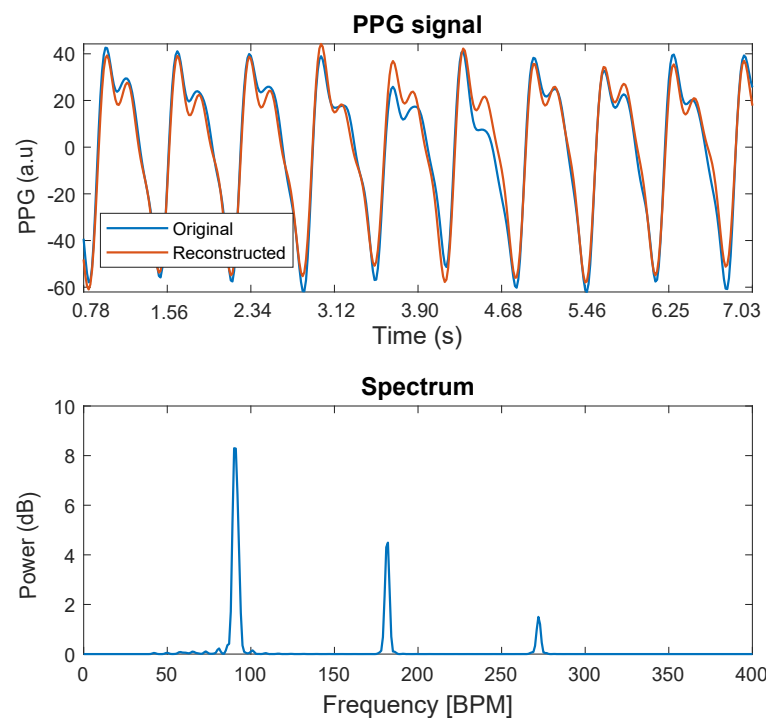 PPG signal
40
20
0
-20
-40
-60
PPG (a.u)
Original
Reconstructed
0.78 1.56 2.34 3.12 3.90 4.68 5.46 6.25 7.03
Time (s)
Spectrum
10
8
6
4
2
0
Power (dB)
0 50 100 150 200 250 300 350 400
Frequency [BPM]